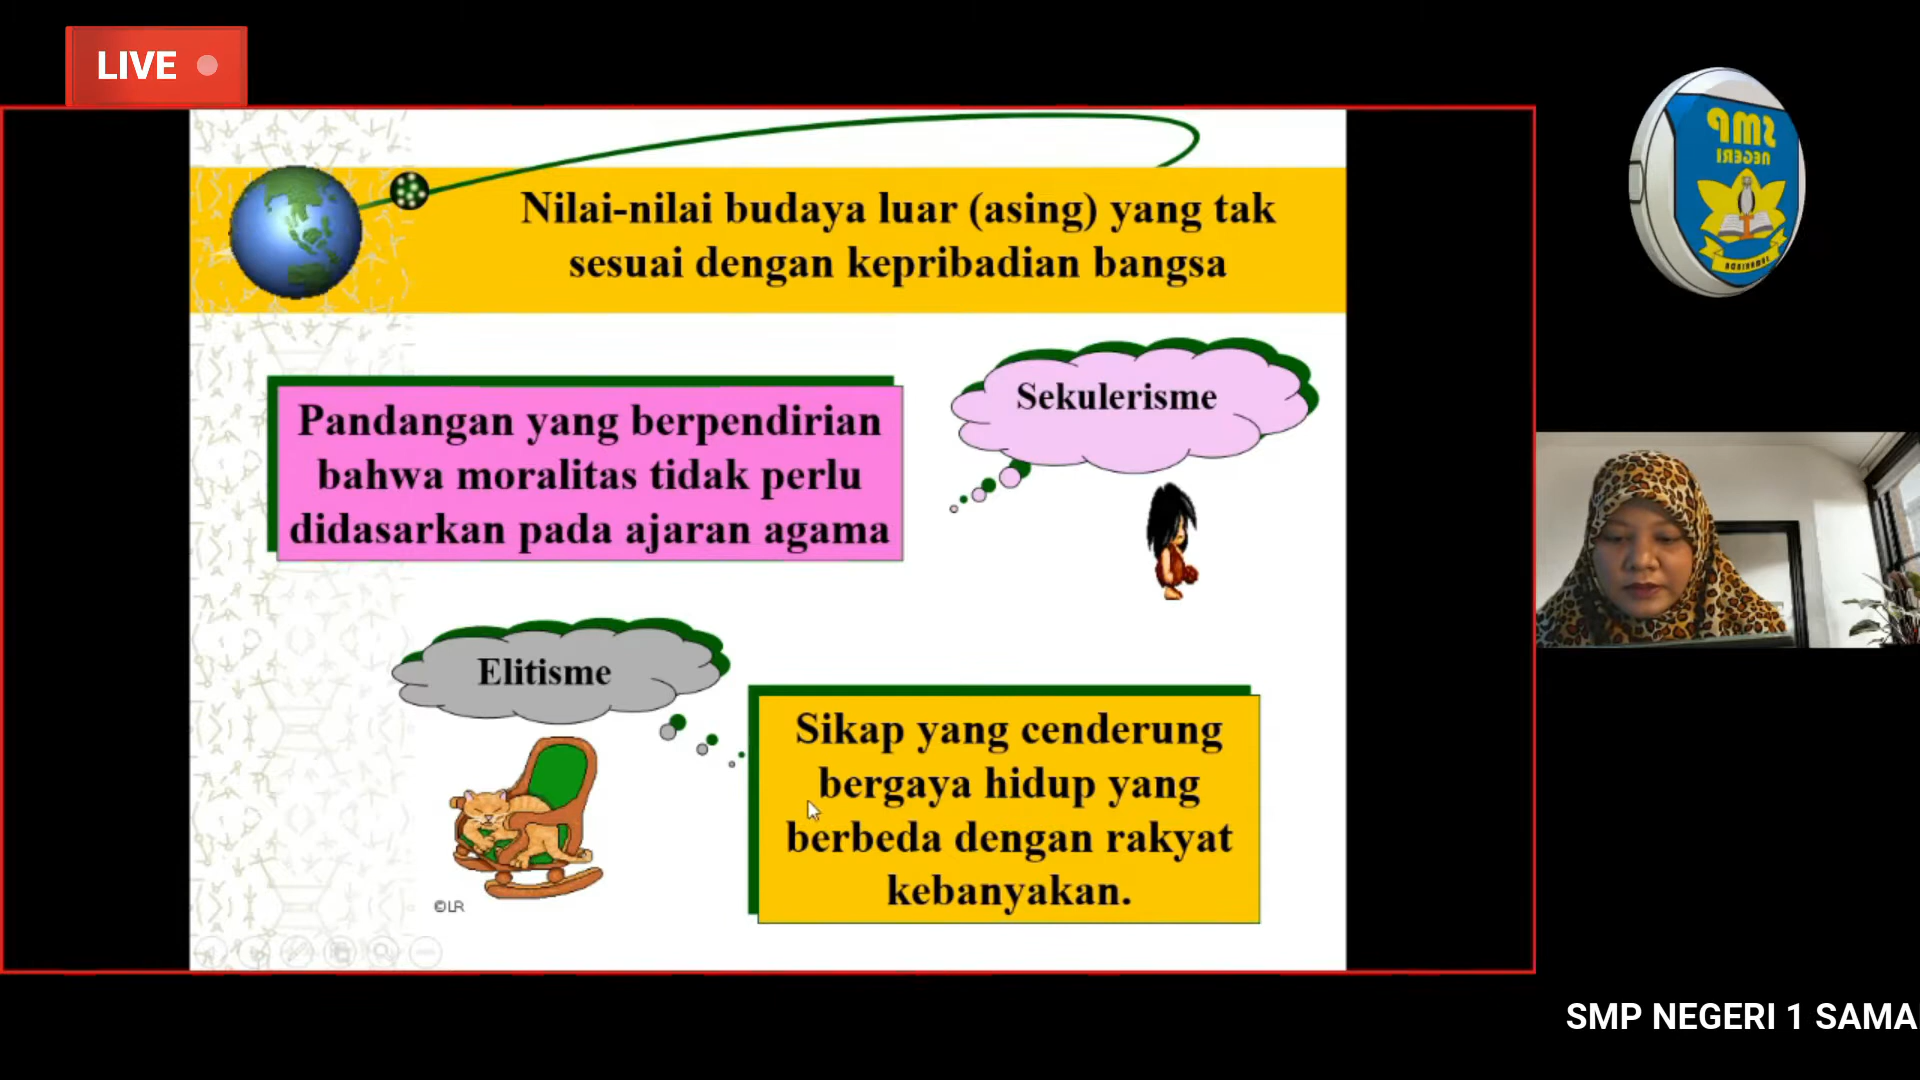 LIVE
SMP
NEGERI
Nilai-nilai budaya luar (asing) yang tak
sesuai dengan kepribadian bangsa
Sekulerisme
Pandangan yang berpendirian
bahwa moralitas tidak perlu
didasarkan pada ajaran agama
Elitisme
Sikap yang cenderung
bergaya hidup yang
berbeda dengan rakyat
kebanyakan.
©LR
SMP NEGERI 1 SAMA